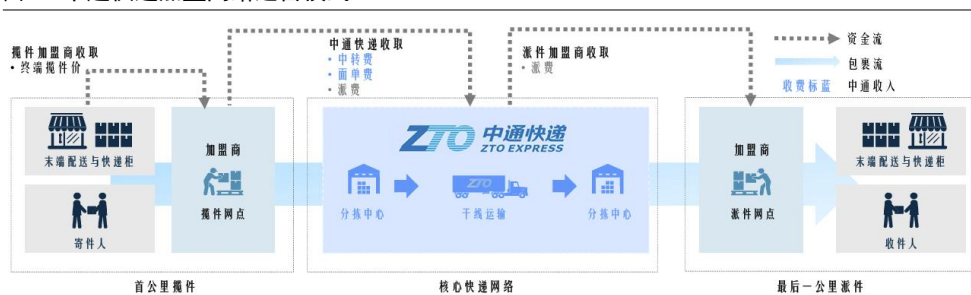 揽件加盟商收取
• 终端揽件价
中通快递收取
• 中转费
• 面单费
• 派费
派件加盟商收取
• 派费
资金流
包裹流
收费标蓝 中通收入
末端配送与快递柜
寄件人
加盟商
揽件网点
ZTO 中通快递
ZTO EXPRESS
分拣中心
ZTO
干线运输
分拣中心
加盟商
派件网点
末端配送与快递柜
收件人
首公里揽件
核心快递网络
最后一公里派件